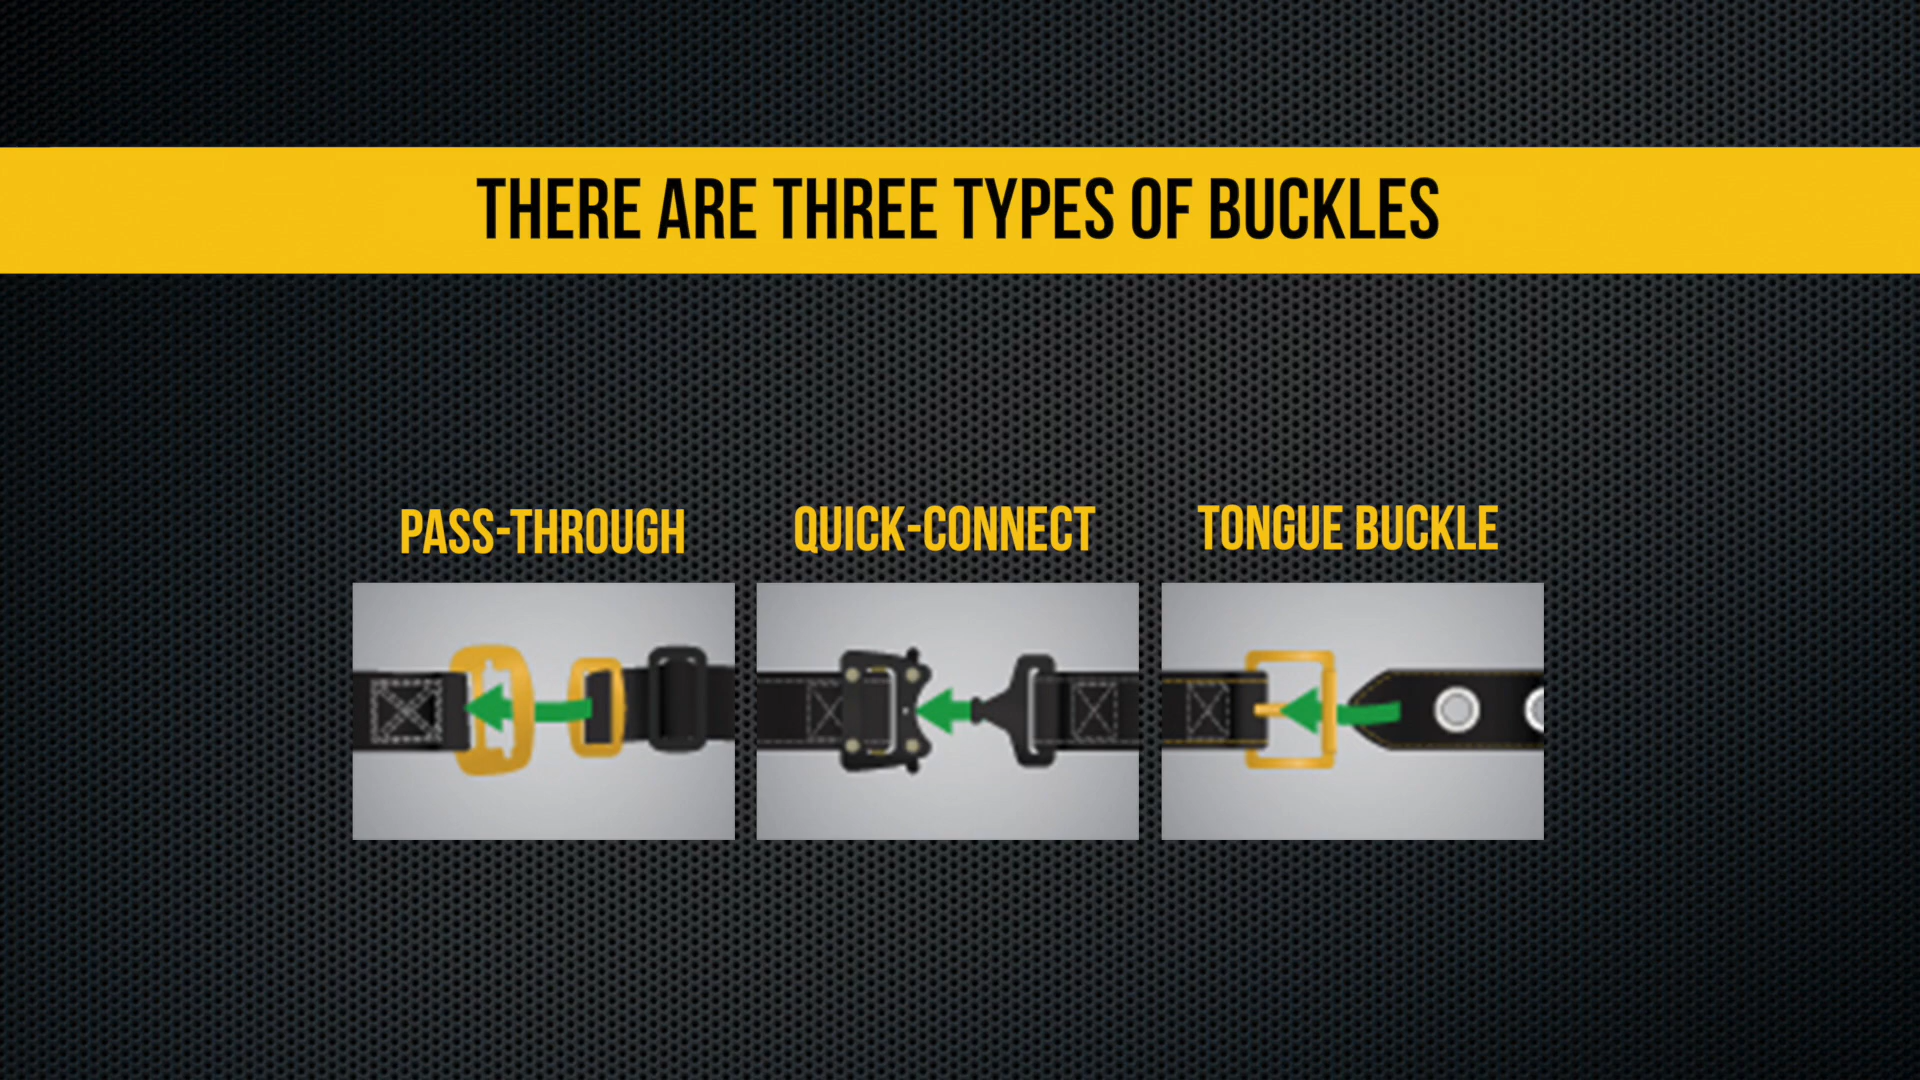 THERE ARE THREE TYPES OF BUCKLES
PASS-THROUGH
QUICK-CONNECT
TONGUE BUCKLE